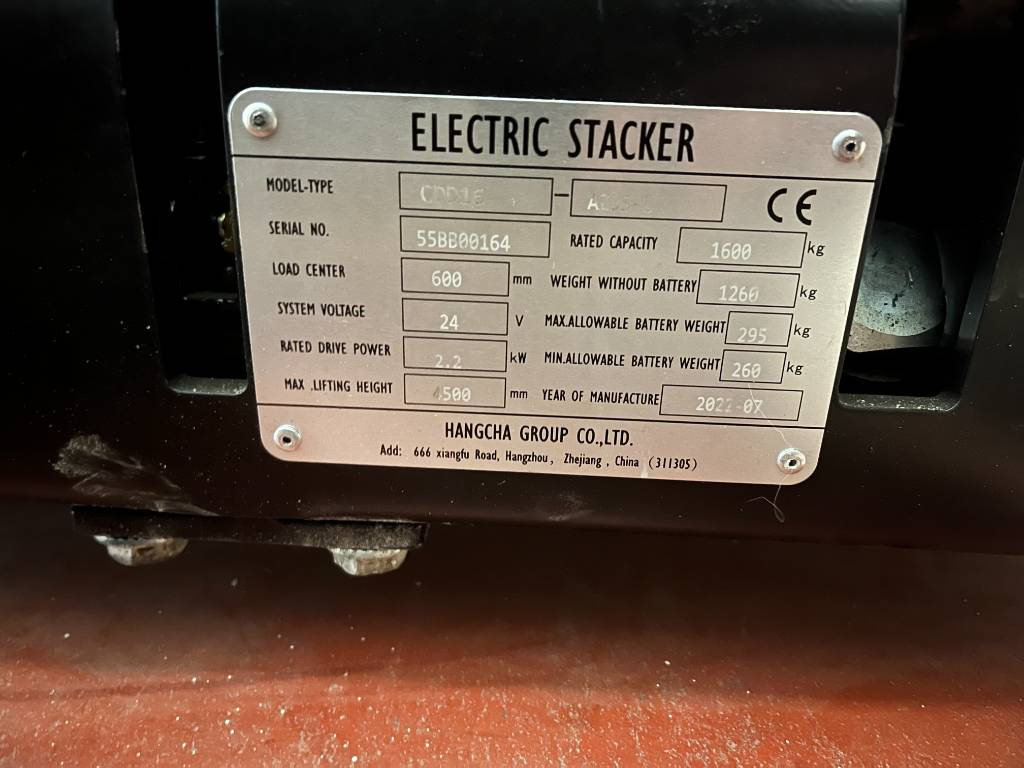 ELECTRIC STACKER
MODEL-TYPE CDD16 - CE
SERIAL NO. 55BB00164 RATED CAPACITY 1600 kg
LOAD CENTER 600 mm WEIGHT WITHOUT BATTERY 1260 kg
SYSTEM VOLTAGE 24 V MAX.ALLOWABLE BATTERY WEIGHT 295 kg
RATED DRIVE POWER 2.2 kW MIN.ALLOWABLE BATTERY WEIGHT 260 kg
MAX .LIFTING HEIGHT 4500 mm YEAR OF MANUFACTURE 2022-07
HANGCHA GROUP CO.,LTD.
Add: 666 xiangfu Road, Hangzhou, Zhejiang , China (311305)